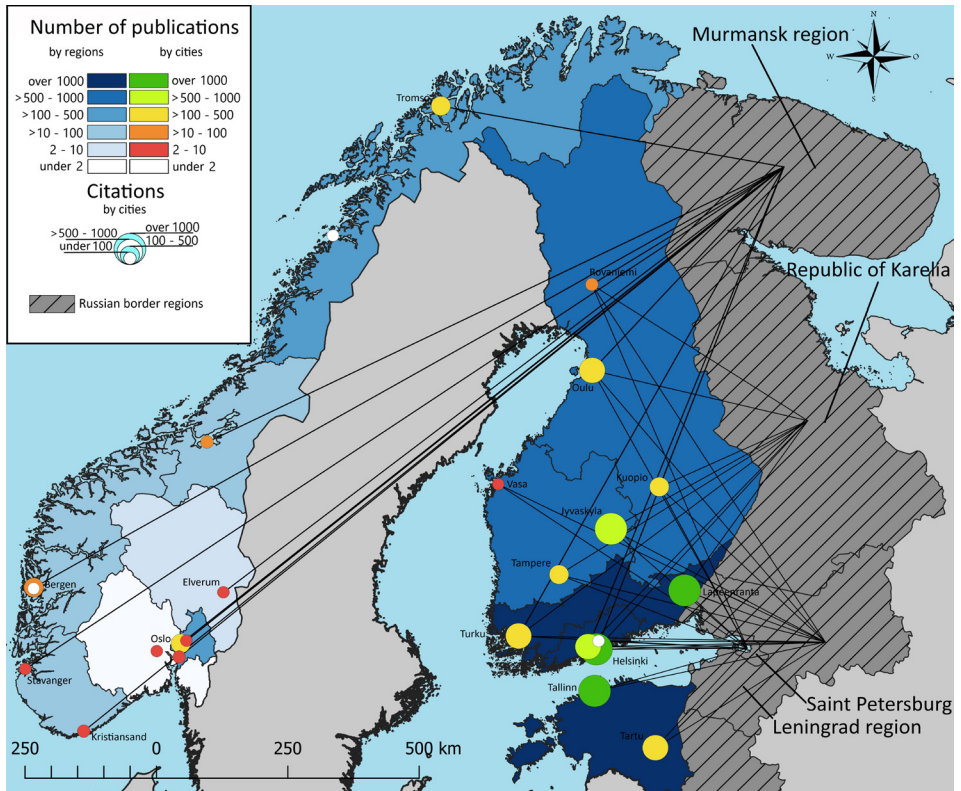 Number of publications
by regions by cities
over 1000 over 1000
>500 - 1000 >500 - 1000
>100 - 500 >100 - 500
>10 - 100 >10 - 100
2 - 10 2 - 10
under 2 under 2
Citations
by cities
>500 - 1000 over 1000
under 100 100 - 500
Russian border regions
N
W O
S
Murmansk region
Tromso
Republic of Karelia
Rovaniemi
Oulu
Kuopio
Vasa
Jyvaskyla
Tampere
Bergen
Elverum
Lappeenranta
Oslo
Turku
Helsinki
Stavanger
Tallinn
Saint Petersburg
Leningrad region
Kristiansand
Tartu
250 0 250 500 km